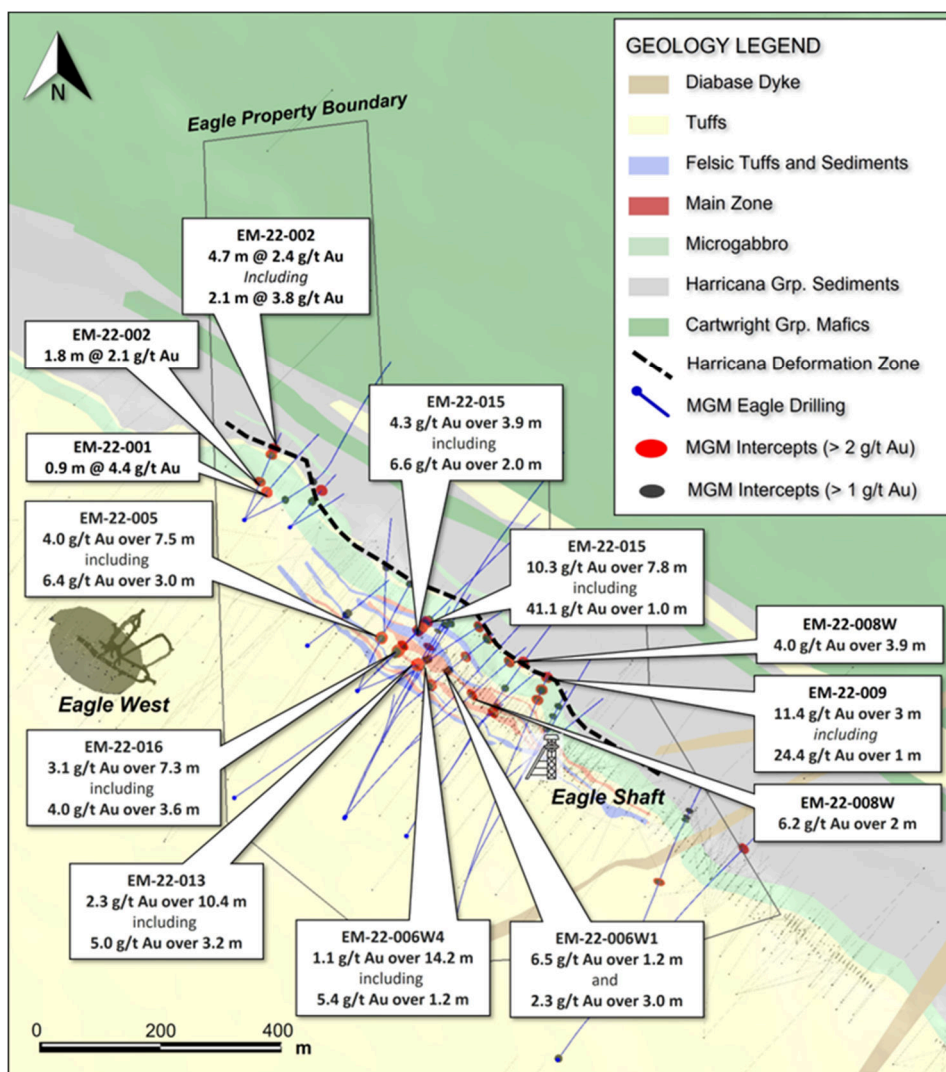 N
Eagle Property Boundary
GEOLOGY LEGEND
Diabase Dyke
Tuffs
Felsic Tuffs and Sediments
Main Zone
Microgabbro
Harricana Grp. Sediments
Cartwright Grp. Mafics
Harricana Deformation Zone
MGM Eagle Drilling
MGM Intercepts (> 2 g/t Au)
MGM Intercepts (> 1 g/t Au)
EM-22-002
4.7 m @ 2.4 g/t Au
Including
2.1 m @ 3.8 g/t Au
EM-22-002
1.8 m @ 2.1 g/t Au
EM-22-001
0.9 m @ 4.4 g/t Au
EM-22-015
4.3 g/t Au over 3.9 m
including
6.6 g/t Au over 2.0 m
EM-22-005
4.0 g/t Au over 7.5 m
including
6.4 g/t Au over 3.0 m
EM-22-015
10.3 g/t Au over 7.8 m
including
41.1 g/t Au over 1.0 m
EM-22-008W
4.0 g/t Au over 3.9 m
Eagle West
EM-22-009
11.4 g/t Au over 3 m
including
24.4 g/t Au over 1 m
EM-22-016
3.1 g/t Au over 7.3 m
including
4.0 g/t Au over 3.6 m
Eagle Shaft
EM-22-008W
6.2 g/t Au over 2 m
EM-22-013
2.3 g/t Au over 10.4 m
including
5.0 g/t Au over 3.2 m
EM-22-006W4
1.1 g/t Au over 14.2 m
including
5.4 g/t Au over 1.2 m
EM-22-006W1
6.5 g/t Au over 1.2 m
and
2.3 g/t Au over 3.0 m
0 200 400
m